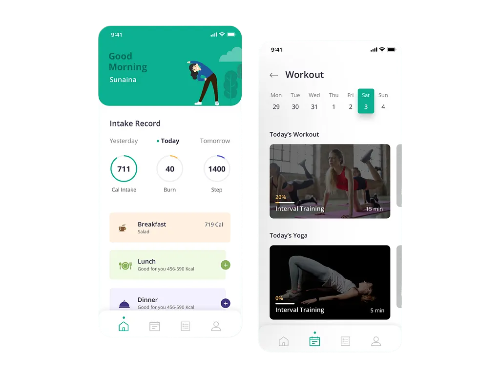 9:41
Good
Morning
Sunaina
Intake Record
Yesterday
Today
Tomorrow
711
40
1400
Cal Intake
Burn
Step
Breakfast
719 Cal
Salad
Lunch
Good for you 456-596 kcal
Dinner
Good for you 456-596 kcal
9:41
Workout
Mon Tue Wed Thu Fri Sat Sun
29 30 31 1 2 3 4
Today's Workout
20%
Interval Training
15 min
Today's Yoga
0%
Interval Training
5 min